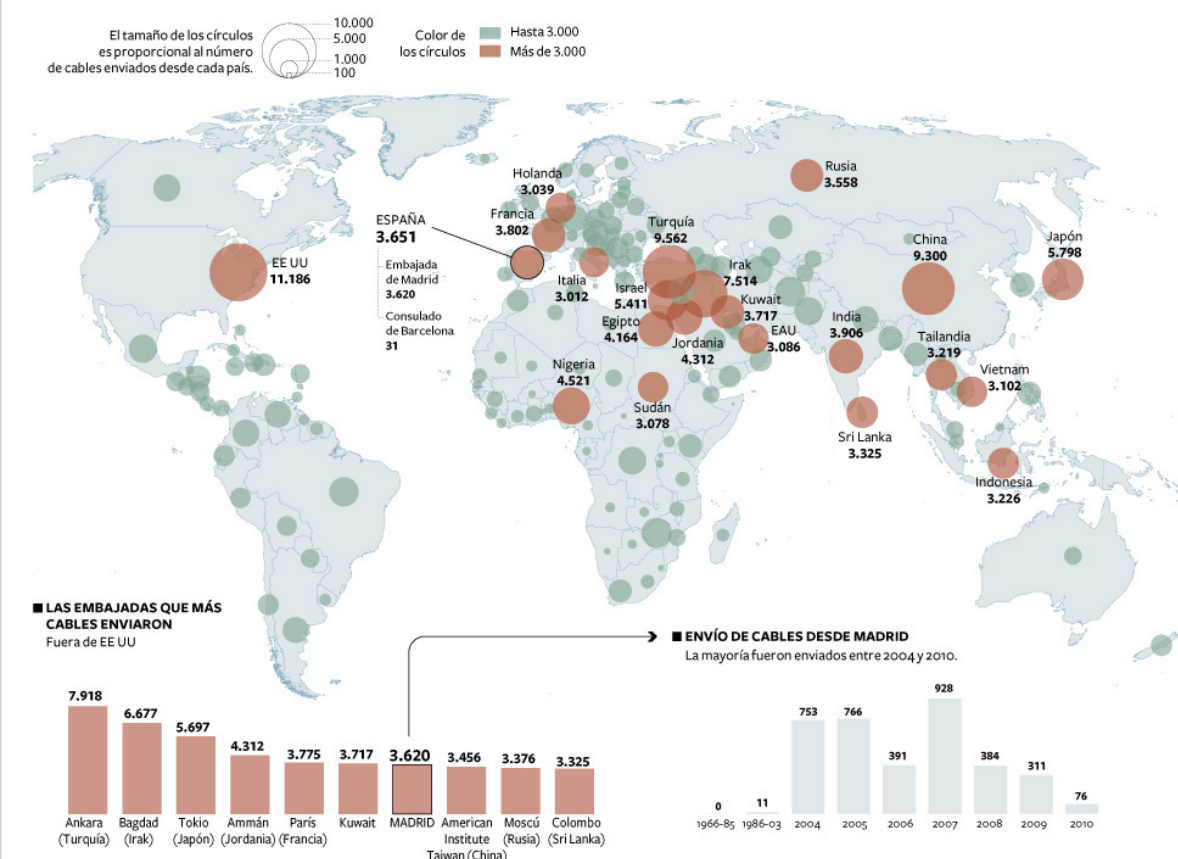 El tamaño de los círculos
es proporcional al número
de cables enviados desde cada país.
10.000
5.000
1.000
100
Color de
los círculos
Hasta 3.000
Más de 3.000
Rusia
3.558
Holanda
3.039
Francia
3.802
ESPAÑA
3.651
Embajada
de Madrid
3.620
Consulado
de Barcelona
31
Turquía
9.562
China
9.300
Japón
5.798
EE UU
11.186
Italia
3.012
Israel
5.411
Irak
7.514
Kuwait
3.717
Egipto
4.164
EAU
3.086
Jordania
4.312
India
3.906
Tailandia
3.219
Vietnam
3.102
Nigeria
4.521
Sudán
3.078
Sri Lanka
3.325
Indonesia
3.226
LAS EMBAJADAS QUE MÁS
CABLES ENVIARON
Fuera de EE UU
7.918
6.677
5.697
4.312
3.775
3.717
3.620
3.456
3.376
3.325
Ankara
(Turquía)
Bagdad
(Irak)
Tokio
(Japón)
Ammán
(Jordania)
París
(Francia)
Kuwait
MADRID
American
Institute
Taiwan (China)
Moscú
(Rusia)
Colombo
(Sri Lanka)
ENVÍO DE CABLES DESDE MADRID
La mayoría fueron enviados entre 2004 y 2010.
0
11
753
766
391
928
384
311
76
1966-85
1986-03
2004
2005
2006
2007
2008
2009
2010